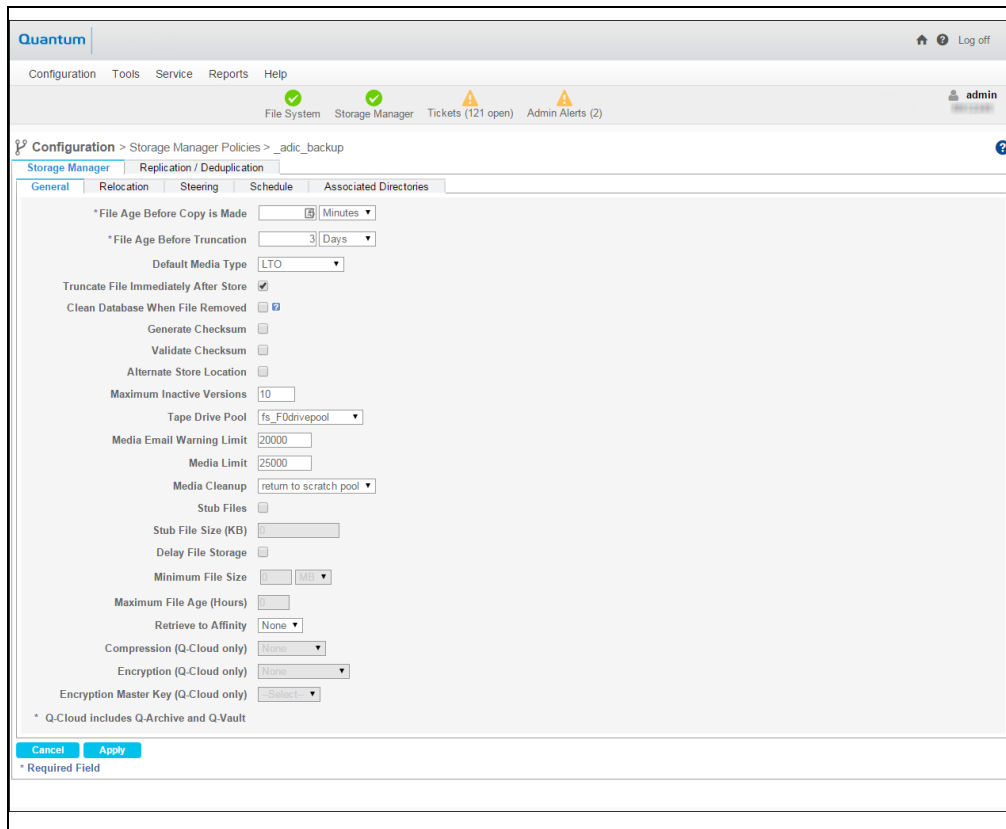 Quantum
Log off
Configuration Tools Service Reports Help
File System Storage Manager Tickets (121 open) Admin Alerts (2)
admin
Configuration > Storage Manager Policies > _adic_backup
Storage Manager Replication / Deduplication
General Relocation Steering Schedule Associated Directories
*File Age Before Copy is Made Minutes
*File Age Before Truncation 3 Days
Default Media Type LTO
Truncate File Immediately After Store
Clean Database When File Removed ?
Generate Checksum
Validate Checksum
Alternate Store Location
Maximum Inactive Versions 10
Tape Drive Pool fs_F0drivepool
Media Email Warning Limit 20000
Media Limit 25000
Media Cleanup return to scratch pool
Stub Files
Stub File Size (KB) 0
Delay File Storage
Minimum File Size 0 MB
Maximum File Age (Hours) 0
Retrieve to Affinity None
Compression (Q-Cloud only) None
Encryption (Q-Cloud only) None
Encryption Master Key (Q-Cloud only) --Select--
* Q-Cloud includes Q-Archive and Q-Vault
Cancel Apply
* Required Field